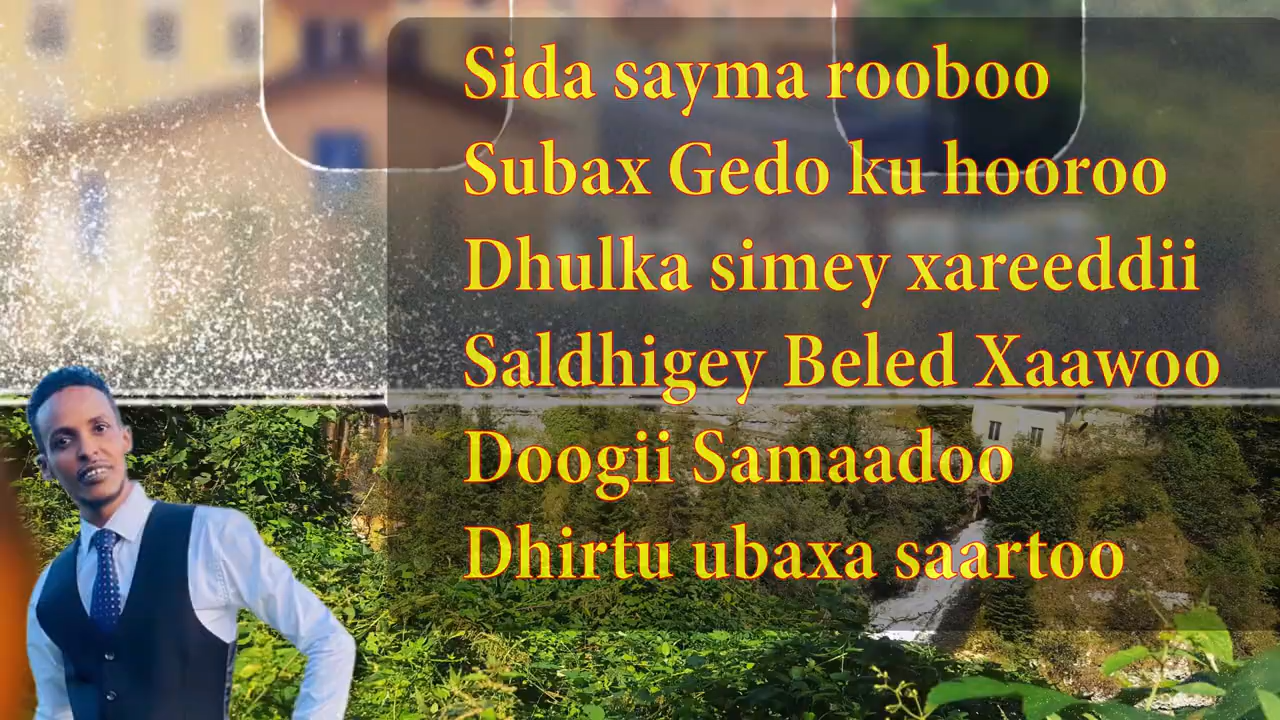 Sida sayma rooboo
Subax Gedo ku hooroo
Dhulka simey xareeddii
Saldhigey Beled Xaawoo
Doogii Samaadoo
Dhirtu ubaxa saartoo